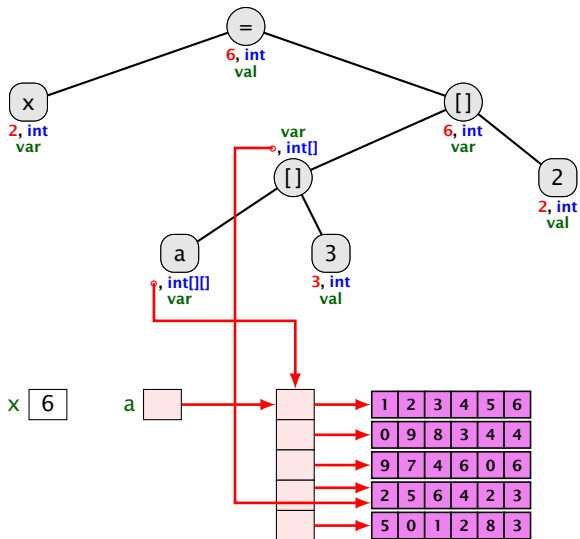 =
6, int
val
x
2, int
var
[]
6, int
var
var
, int[]
[]
2
2, int
val
a
, int[][]
var
3
3, int
val
x 6
a
1 2 3 4 5 6
0 9 8 3 4 4
9 7 4 6 0 6
2 5 6 4 2 3
5 0 1 2 8 3